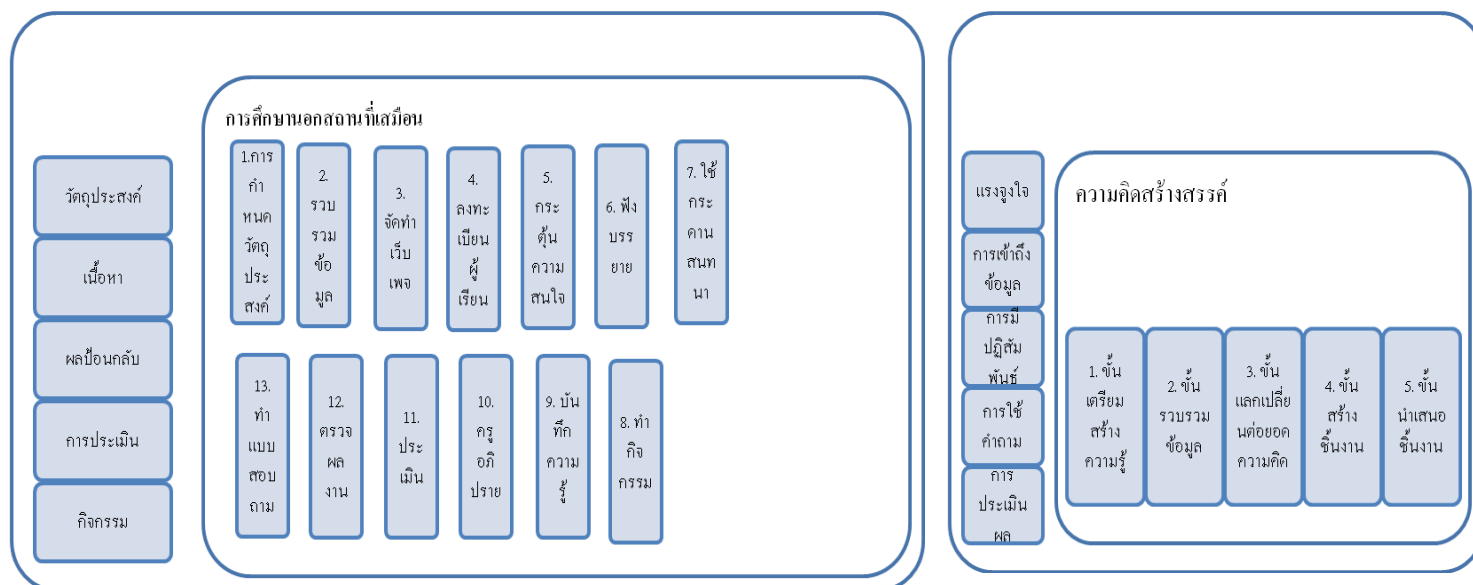 วัตถุประสงค์
เนื้อหา
ผลป้อนกลับ
การประเมิน
กิจกรรม
การศึกษานอกสถานที่เสมือน
1.การ
กำ
หนด
วัตถุ
ประ
สงค์
2.
รวบ
รวม
ข้อ
มูล
3.
จัดทำ
เว็บ
เพจ
4.
ลงทะ
เบียน
ผู้
เรียน
5.
กระ
ตุ้น
ความ
สนใจ
6. ฟัง
บรร
ยาย
7. ใช้
กระ
ดาน
สนท
นา
8. ทำ
กิจ
กรรม
9. บัน
ทึก
ความ
รู้
10.
ครู
อภิ
ปราย
11.
ประ
เมิน
12.
ตรวจ
ผล
งาน
13.
ทำ
แบบ
สอบ
ถาม
แรงจูงใจ
การเข้าถึง
ข้อมูล
การมี
ปฏิสัม
พันธ์
การใช้
คำถาม
การ
ประเมิน
ผล
ความคิดสร้างสรรค์
1. ขั้น
เตรียม
สร้าง
ความรู้
2. ขั้น
รวบรวม
ข้อมูล
3. ขั้น
แลกเปลี่ย
นต่อยอด
ความคิด
4. ขั้น
สร้าง
ชิ้นงาน
5. ขั้น
นำเสนอ
ชิ้นงาน